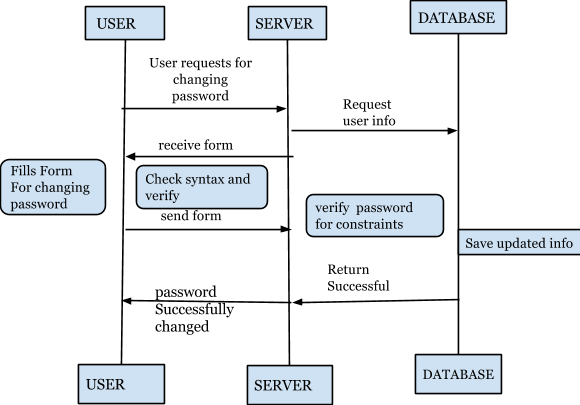 USER
SERVER
DATABASE
User requests for
changing
password
Request
user info
receive form
Fills Form
For changing
password
Check syntax and
verify
send form
verify password
for constraints
Save updated info
Return
Successful
password
Successfully
changed
USER
SERVER
DATABASE